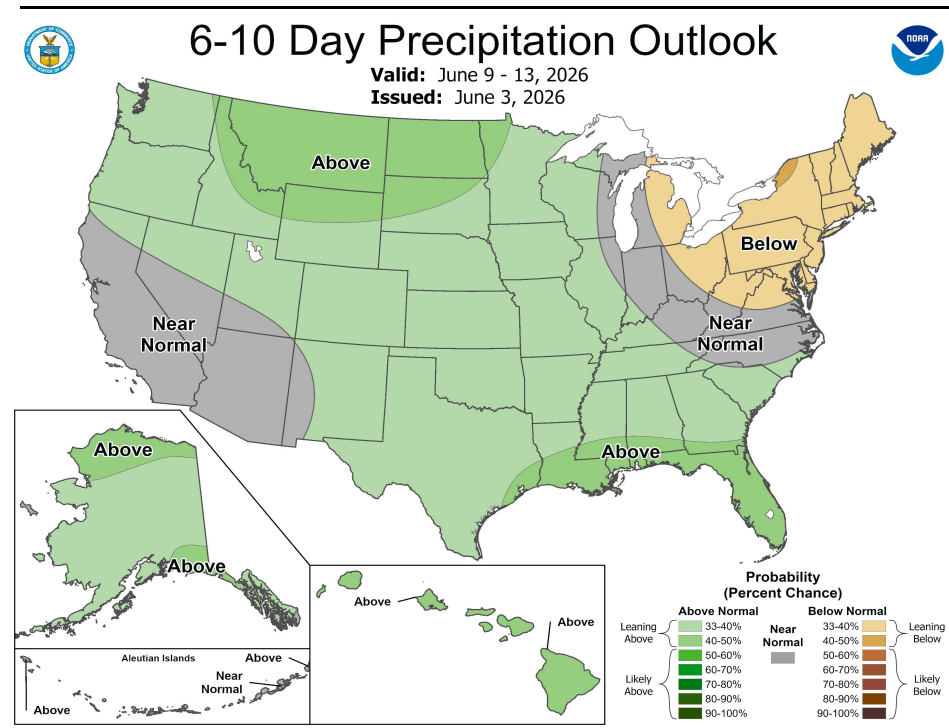 6-10 Day Precipitation Outlook
Valid: June 9 - 13, 2026
Issued: June 3, 2026
NOAA
Above
Below
Near
Normal
Near
Normal
Above
Above
Above
Above
Above
Aleutian Islands
Above
Near
Normal
Above
Probability
(Percent Chance)
Above Normal
Below Normal
Near
Normal
Leaning
Above
33-40%
40-50%
50-60%
60-70%
70-80%
80-90%
90-100%
Likely
Above
33-40%
40-50%
50-60%
60-70%
70-80%
80-90%
90-100%
Leaning
Below
Likely
Below